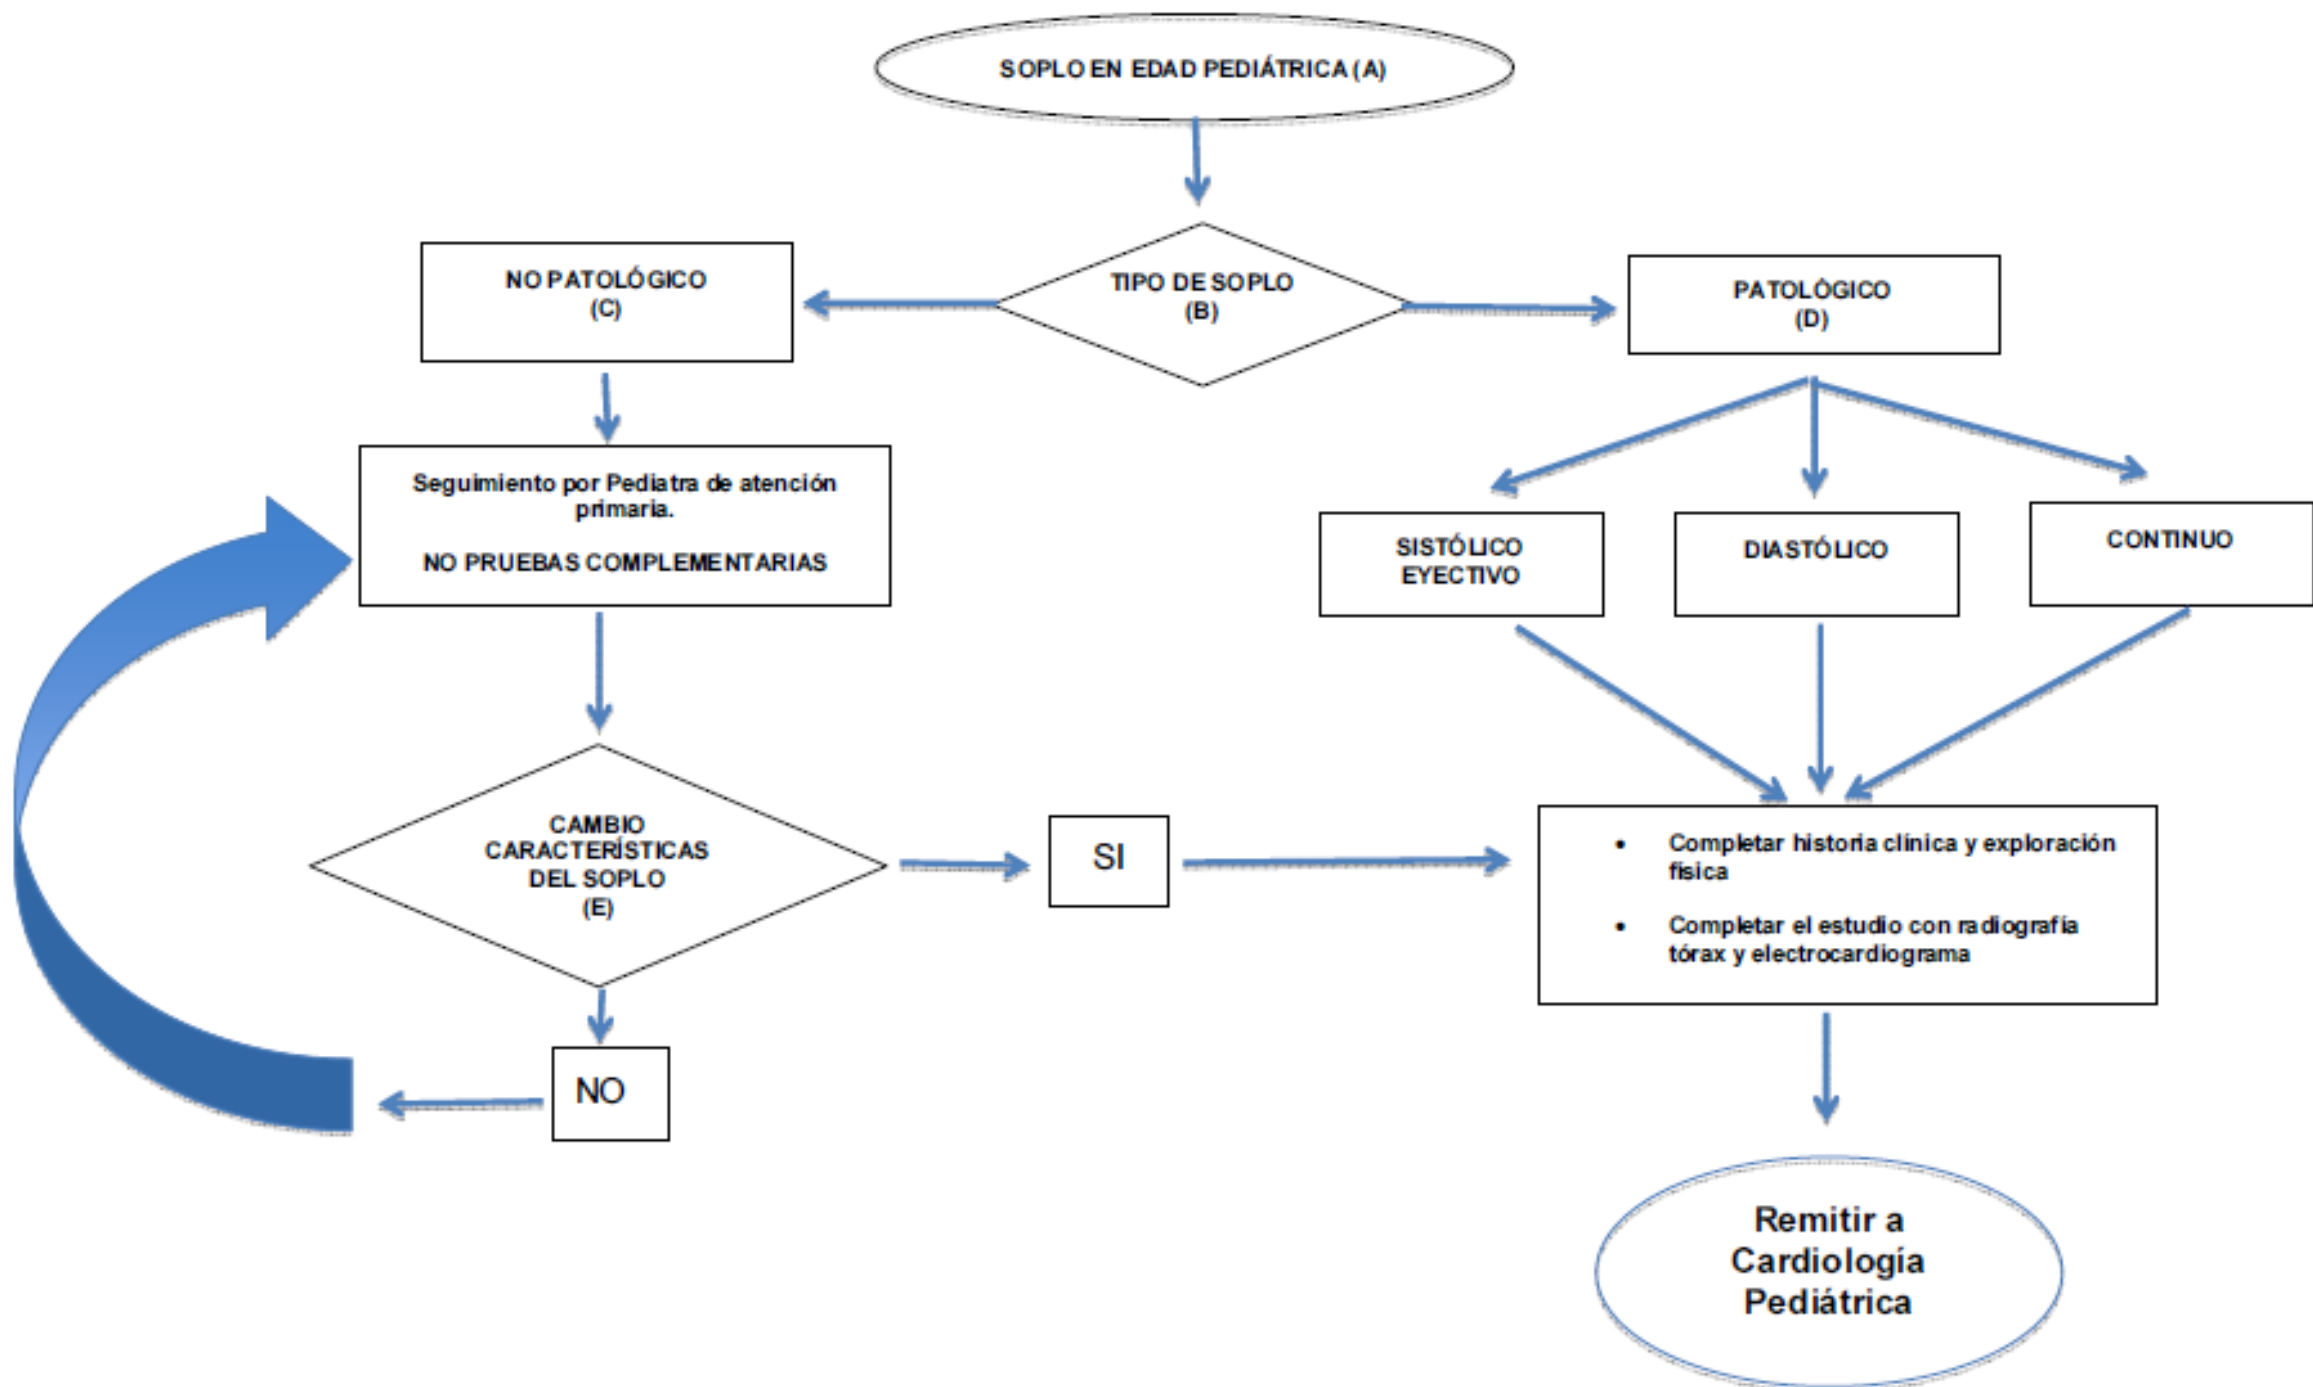 SOPLO EN EDAD PEDIÁTRICA (A)
NO PATOLÓGICO
(C)
TIPO DE SOPLO
(B)
PATOLÓGICO
(D)
Seguimiento por Pediatra de atención
primaria.
NO PRUEBAS COMPLEMENTARIAS
SISTÓLICO
EYECTIVO
DIASTÓLICO
CONTINUO
CAMBIO
CARACTERÍSTICAS
DEL SOPLO
(E)
SI
• Completar historia clínica y exploración
física
• Completar el estudio con radiografía
tórax y electrocardiograma
NO
Remitir a
Cardiología
Pediátrica